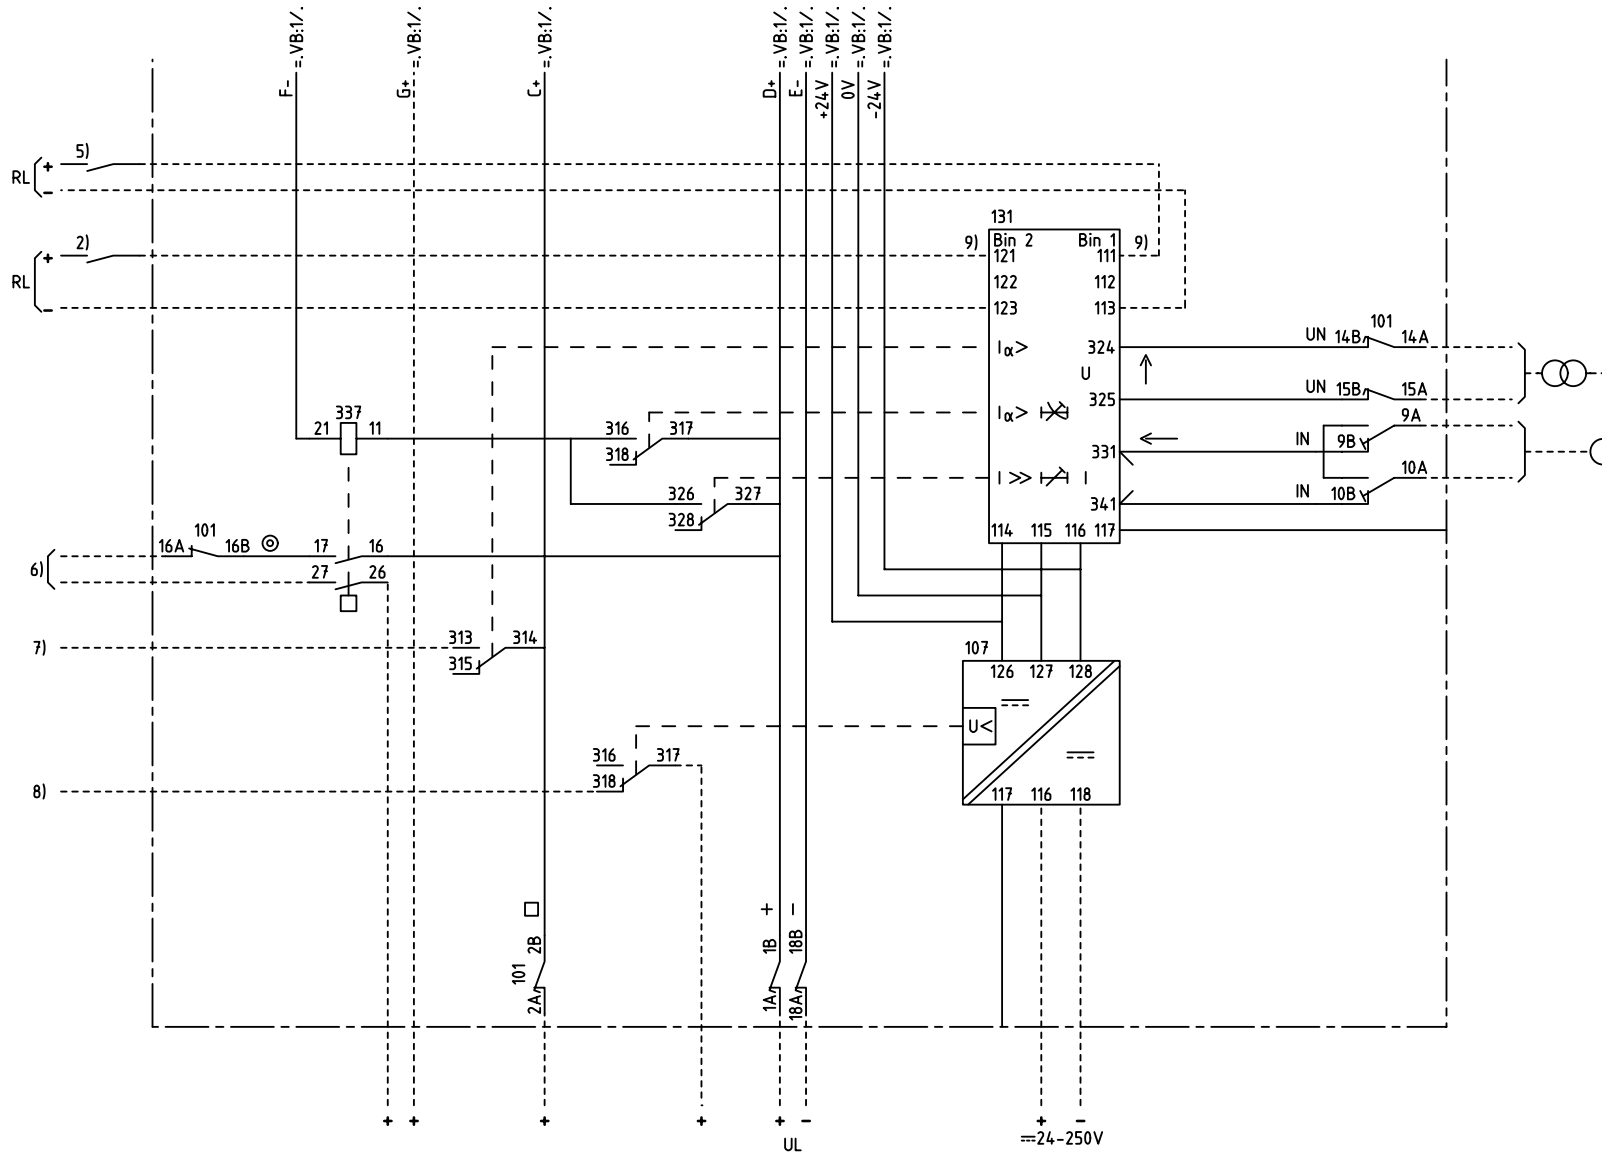 =.VB:1/.
=.VB:1/.
=.VB:1/.
=.VB:1/.
=.VB:1/.
=.VB:1/.
=.VB:1/.
=.VB:1/.
F-
G+
C+
D+
E-
+24V
0V
-24V
5)
RL + -
2)
RL + -
131
9) Bin 2 Bin 1 9)
121 111
122 112
123 113
Iα> 324
U
Iα> 325
331
I >> I
341
114 115 116 117
UN 14B 101 14A
UN 15B 15A
9A
IN 9B
10A
IN 10B
21 337 11
316 317
318
326 327
328
6)
16A 101 16B 17 16
27 26
7)
313 314
315
107
126 127 128
U<
117 116 118
8)
316 317
318
2B
101
2A
+ -
1B 18B
1A 18A
+ + + + + - + -
UL
24-250V